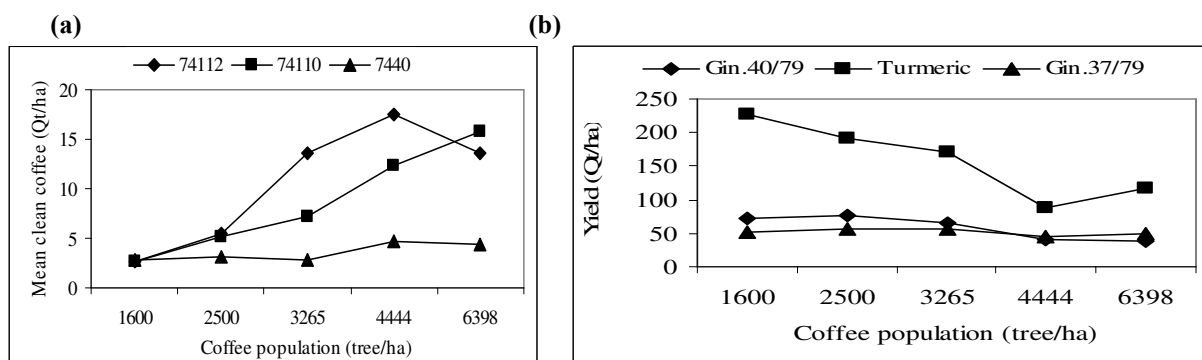 (a)
74112 74110 7440
20
15
10
5
0
Mean clean coffee (Qt/ha)
1600 2500 3265 4444 6398
Coffee population (tree/ha)
(b)
Gin.40/79 Turmeric Gin.37/79
250
200
150
100
50
0
Yield (Qt/ha)
1600 2500 3265 4444 6398
Coffee population (tree/ha)